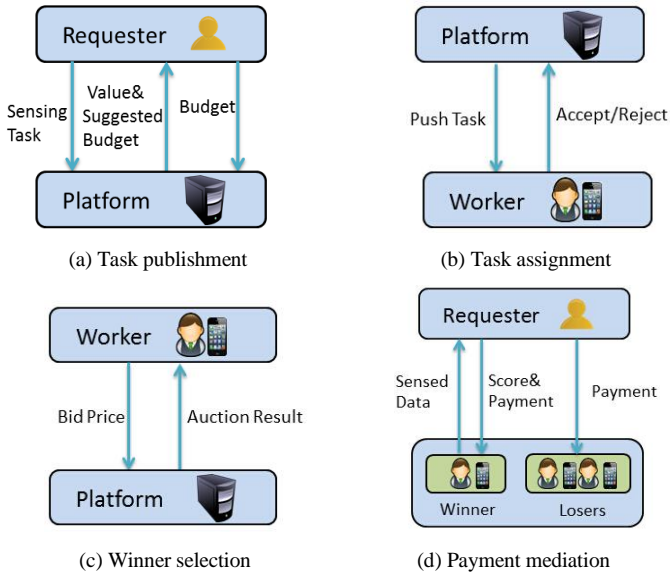 Requester
Sensing
Task
Value&
Suggested
Budget
Budget
Platform
(a) Task publishment
Platform
Push Task
Accept/Reject
Worker
(b) Task assignment
Worker
Bid Price
Auction Result
Platform
(c) Winner selection
Requester
Sensed
Data
Score&
Payment
Payment
Winner
Losers
(d) Payment mediation